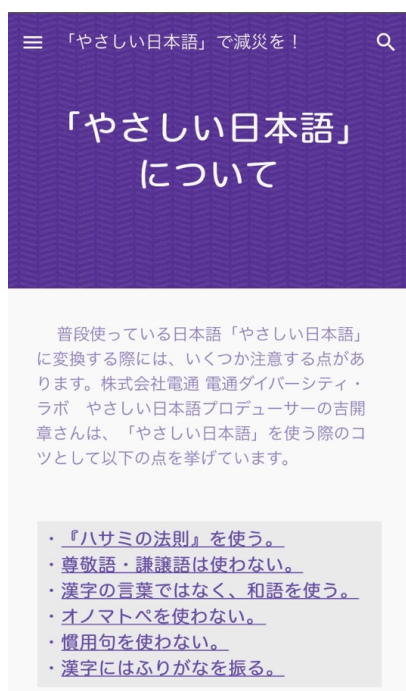 「やさしい日本語」で減災を！
「やさしい日本語」
について
普段使っている日本語「やさしい日本語」
に変換する際には、いくつか注意する点があ
ります。株式会社電通 電通ダイバーシティ・
ラボ　やさしい日本語プロデューサーの吉開
章さんは、「やさしい日本語」を使う際のコ
ツとして以下の点を挙げています。
・『ハサミの法則』を使う。
・尊敬語・謙譲語は使わない。
・漢字の言葉ではなく、和語を使う。
・オノマトペを使わない。
・慣用句を使わない。
・漢字にはふりがなを振る。